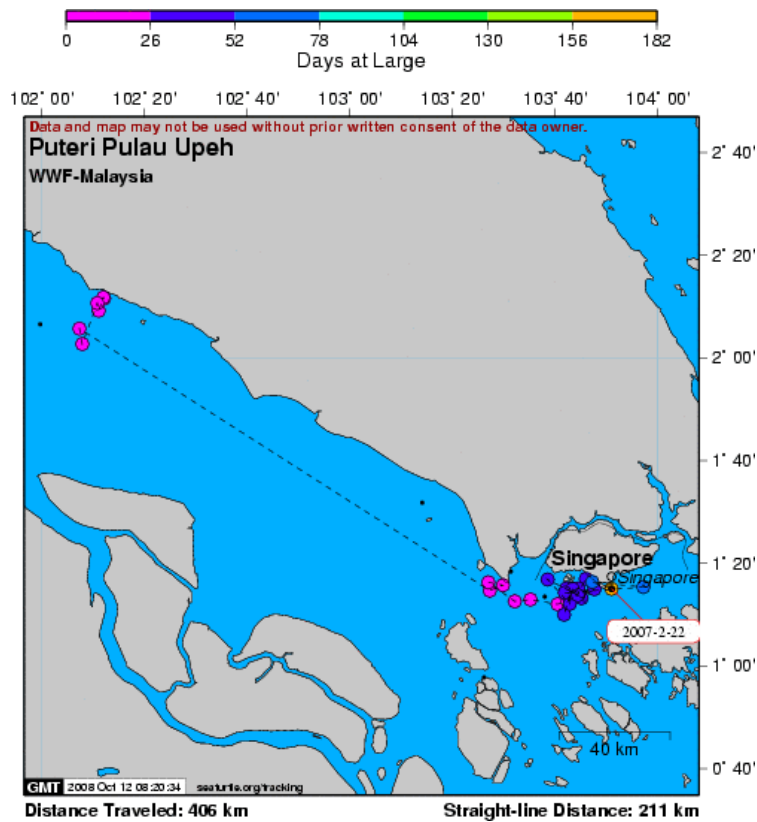 0 26 52 78 104 130 156 182
Days at Large
102° 00' 102° 20' 102° 40' 103° 00' 103° 20' 103° 40' 104° 00'
Data and map may not be used without prior written consent of the data owner.
Puteri Pulau Upeh
WWF-Malaysia
2° 40'
2° 20'
2° 00'
1° 40'
1° 20'
Singapore
Singapore
2007-2-22
1° 00'
40 km
0° 40'
GMT 2008 Oct 12 08:20:34 seaturtle.org/tracking
Distance Traveled: 406 km Straight-line Distance: 211 km